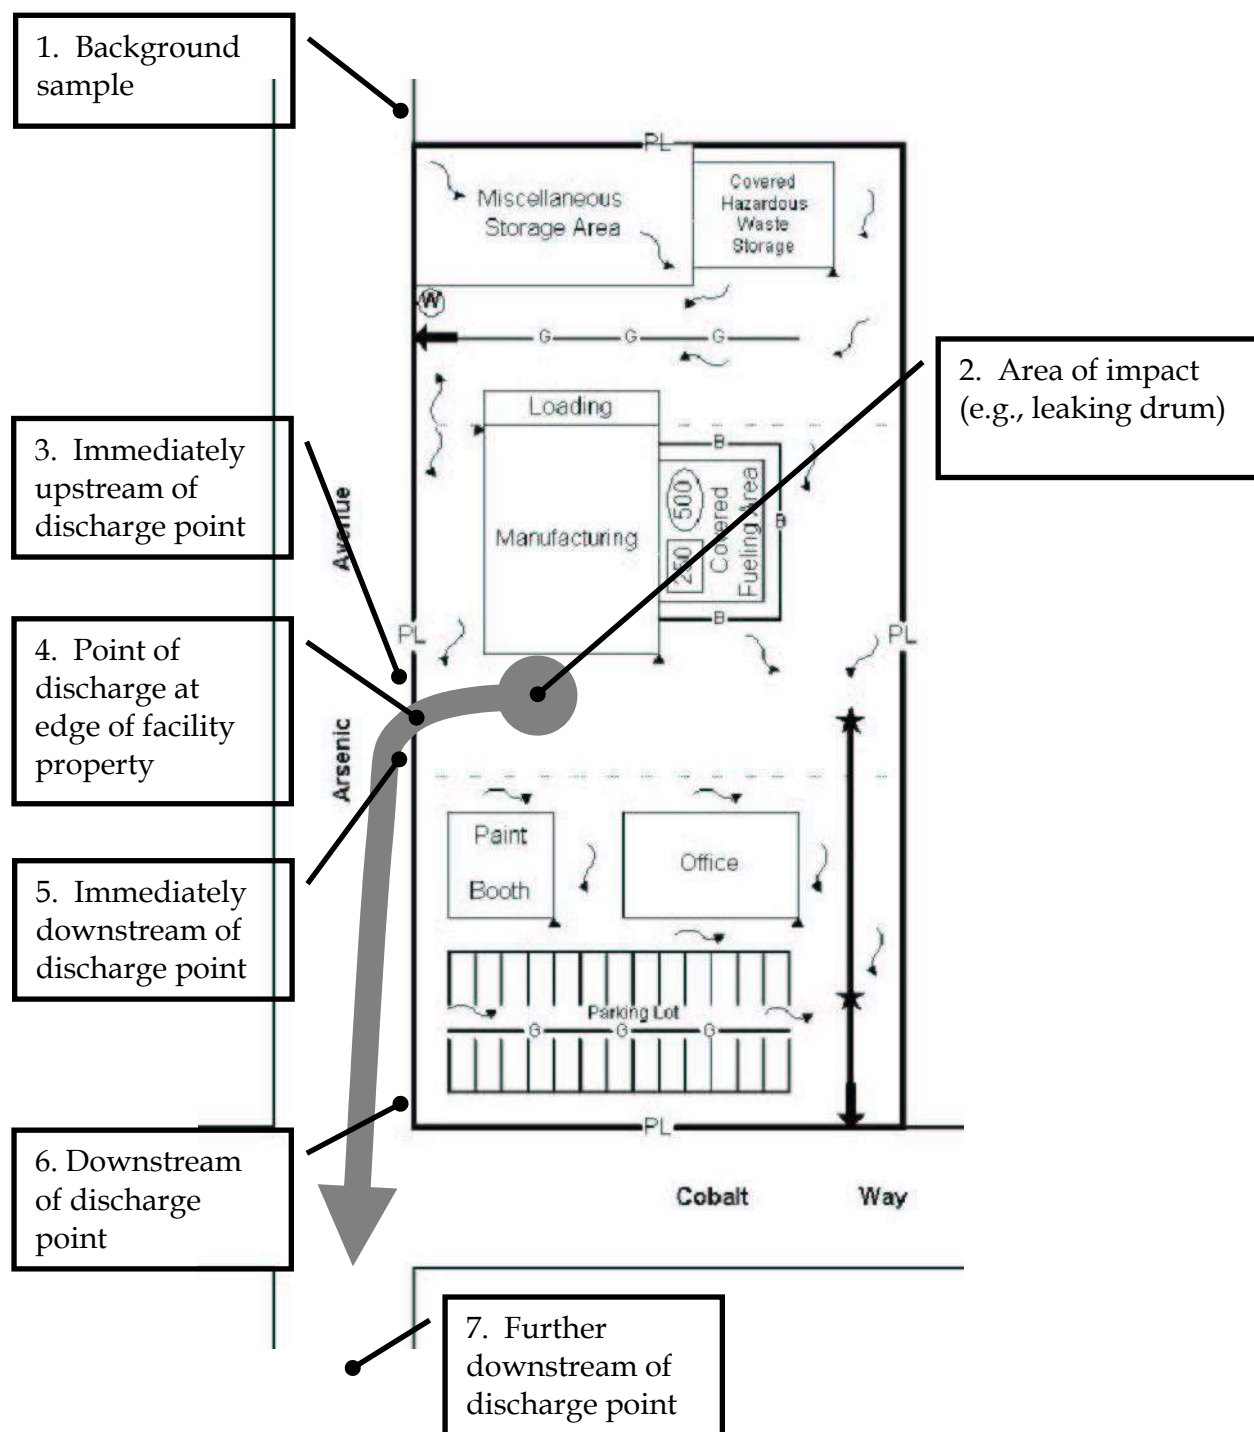 1. Background
sample
PL
Miscellaneous
Storage Area
Covered
Hazardous
Waste
Storage
W
G
G
G
2. Area of impact
(e.g., leaking drum)
Loading
3. Immediately
upstream of
discharge point
Avenue
Manufacturing
B
500
250
Covered
Fueling Area
B
B
PL
PL
4. Point of
discharge at
edge of facility
property
Arsenic
Paint
Booth
Office
5. Immediately
downstream of
discharge point
Parking Lot
G
G
G
PL
6. Downstream
of discharge
point
Cobalt Way
7. Further
downstream of
discharge point